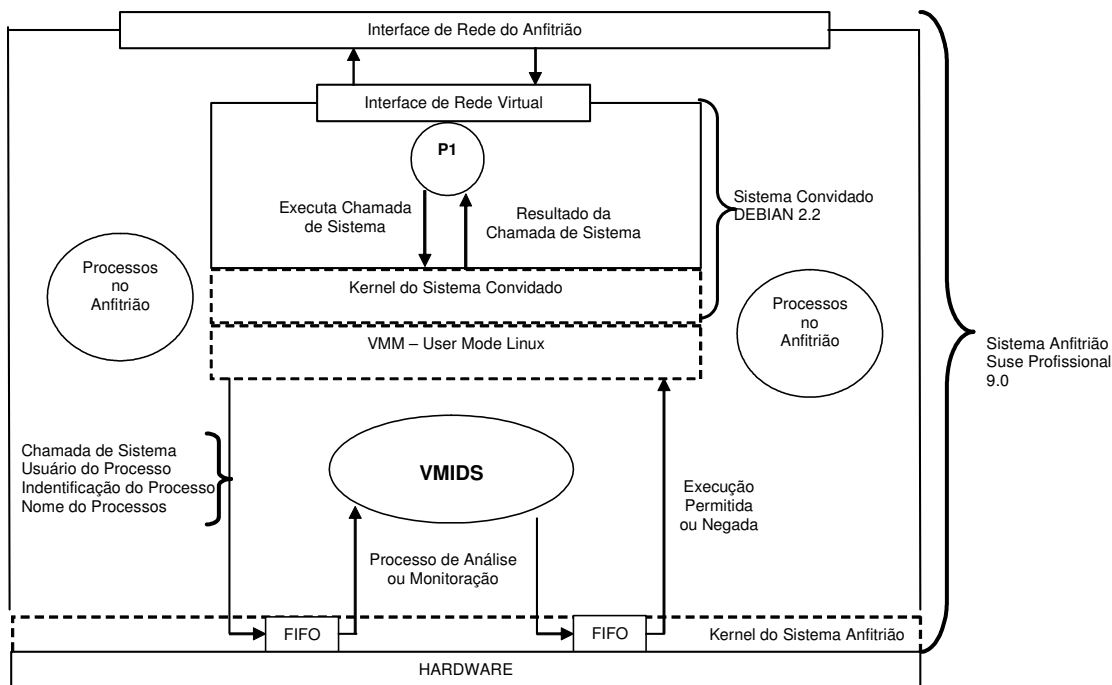 Interface de Rede do Anfitrião
Interface de Rede Virtual
P1
Executa Chamada
de Sistema
Resultado da
Chamada de Sistema
Sistema Convidado
DEBIAN 2.2
Processos
no
Anfitrião
Kernel do Sistema Convidado
Processos
no
Anfitrião
VMM – User Mode Linux
Sistema Anfitrião
Suse Profissional
9.0
Chamada de Sistema
Usuário do Processo
Indentificação do Processo
Nome do Processos
VMIDS
Execução
Permitida
ou Negada
Processo de Análise
ou Monitoração
FIFO
FIFO
Kernel do Sistema Anfitrião
HARDWARE